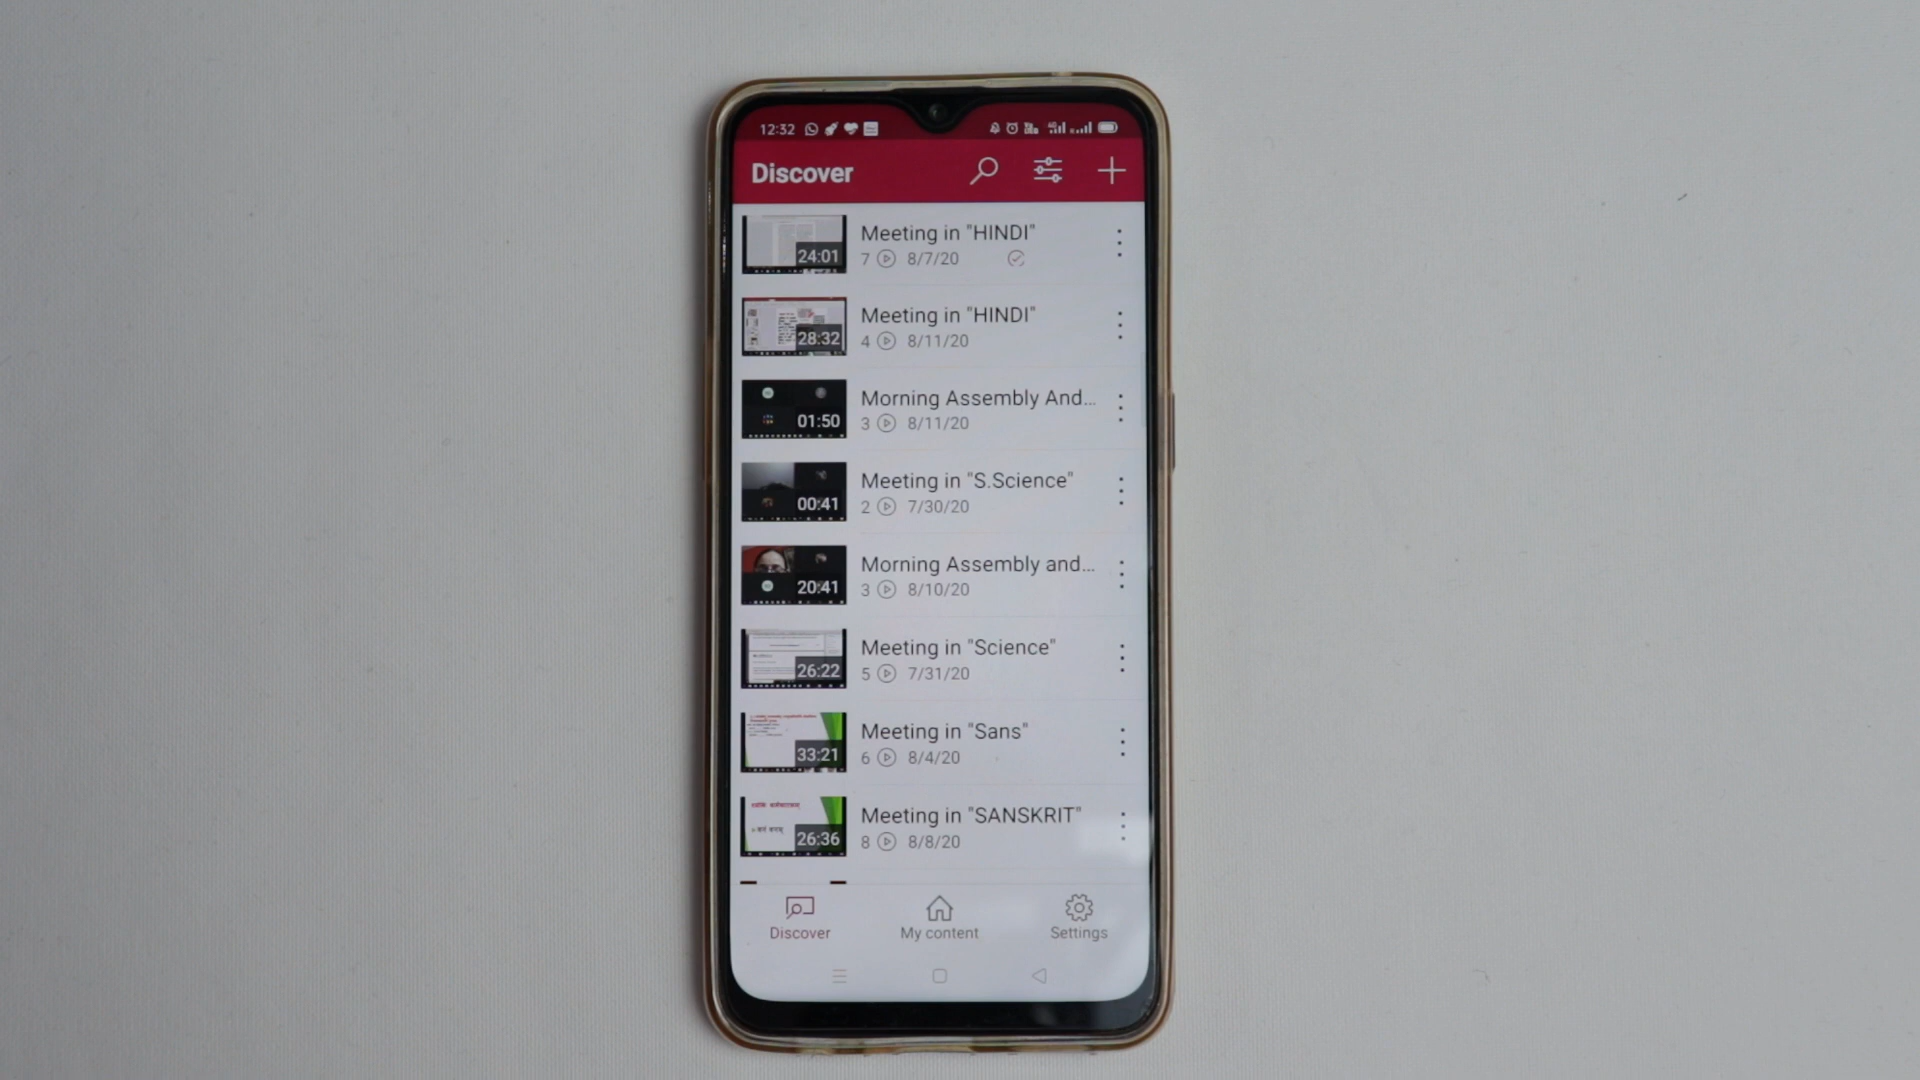 12:32
Discover
24:01
Meeting in "HINDI"
7 8/7/20
28:32
Meeting in "HINDI"
4 8/11/20
01:50
Morning Assembly And...
3 8/11/20
00:41
Meeting in "S.Science"
2 7/30/20
20:41
Morning Assembly and...
3 8/10/20
26:22
Meeting in "Science"
5 7/31/20
33:21
Meeting in "Sans"
6 8/4/20
26:36
Meeting in "SANSKRIT"
8 8/8/20
Discover
My content
Settings